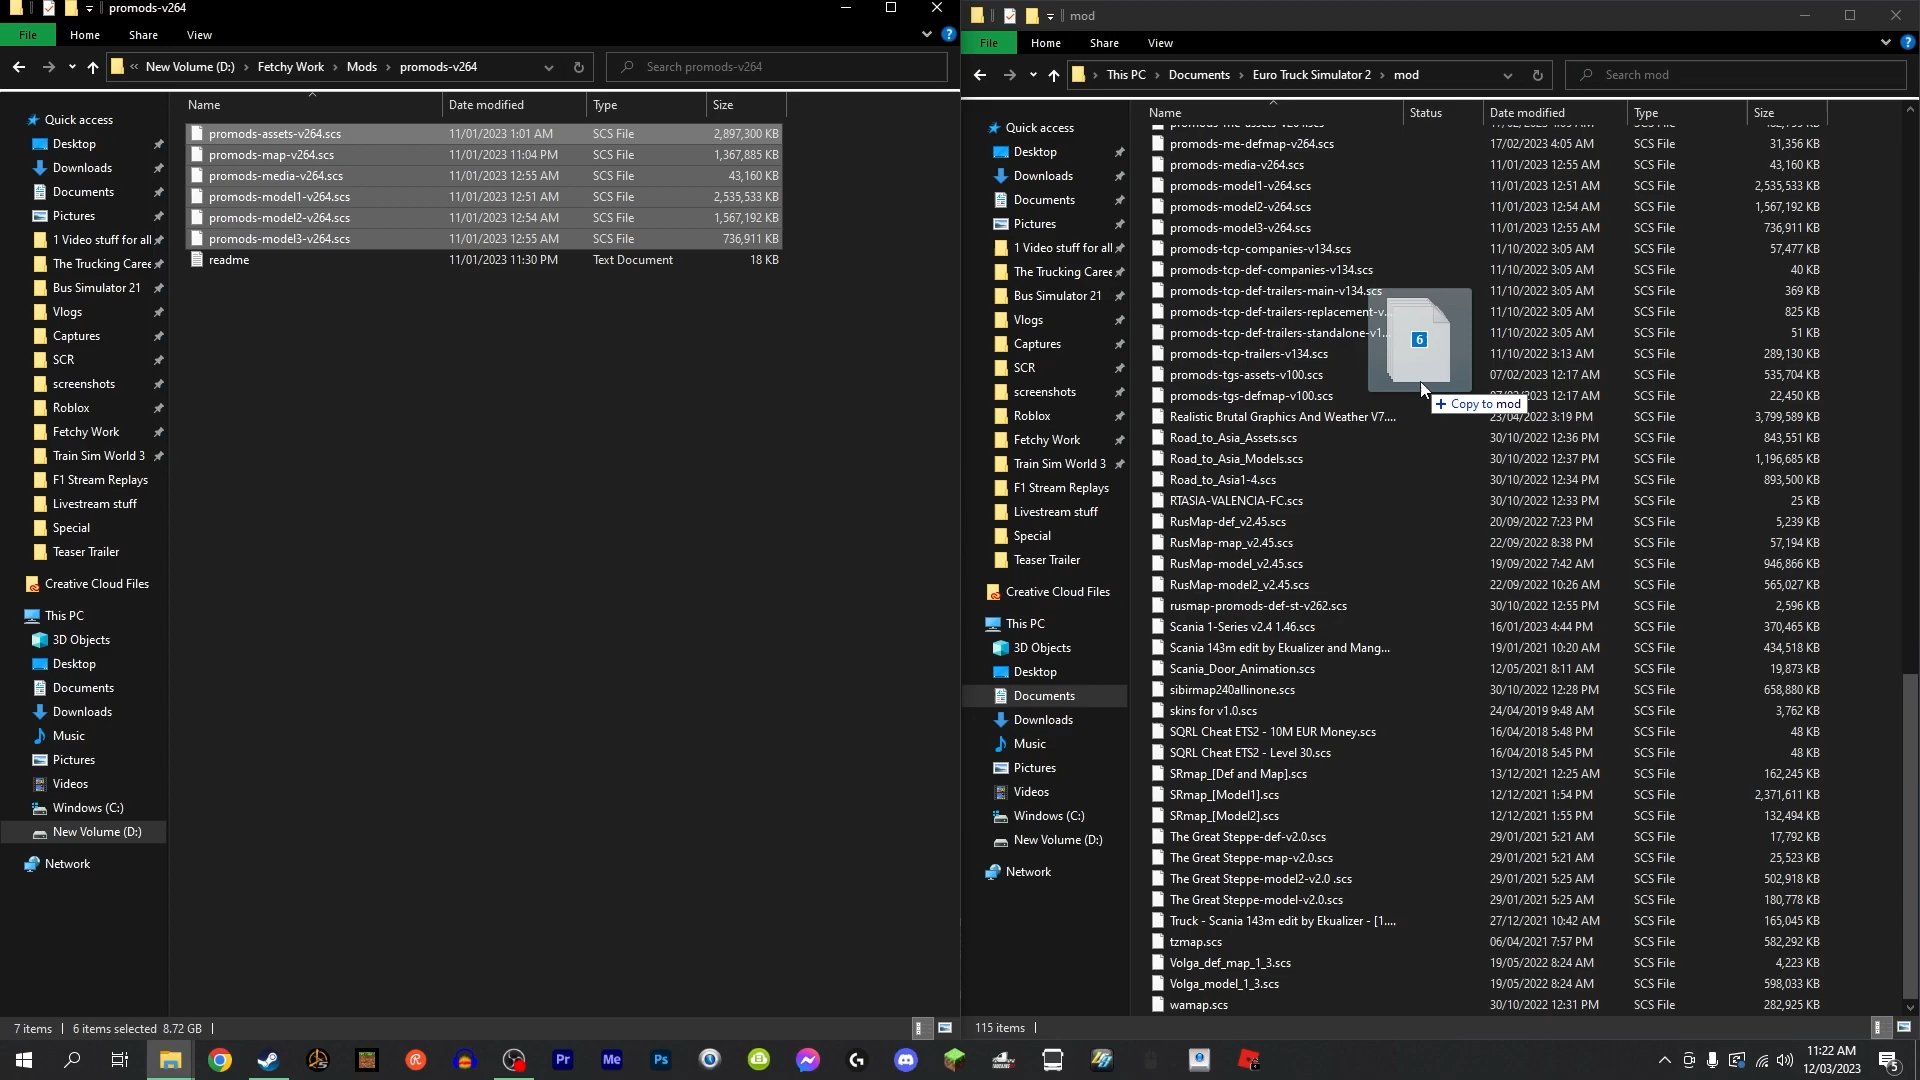 promods-v264
File Home Share View
« New Volume (D:) › Fetchy Work › Mods › promods-v264
Search promods-v264
Name Date modified Type Size
promods-assets-v264.scs 11/01/2023 1:01 AM SCS File 2,897,300 KB
promods-map-v264.scs 11/01/2023 11:04 PM SCS File 1,367,885 KB
promods-media-v264.scs 11/01/2023 12:55 AM SCS File 43,160 KB
promods-model1-v264.scs 11/01/2023 12:51 AM SCS File 2,535,533 KB
promods-model2-v264.scs 11/01/2023 12:54 AM SCS File 1,567,192 KB
promods-model3-v264.scs 11/01/2023 12:55 AM SCS File 736,911 KB
readme 11/01/2023 11:30 PM Text Document 18 KB
Quick access
Desktop
Downloads
Documents
Pictures
1 Video stuff for all
The Trucking Caree
Bus Simulator 21
Vlogs
Captures
SCR
screenshots
Roblox
Fetchy Work
Train Sim World 3
F1 Stream Replays
Livestream stuff
Special
Teaser Trailer
Creative Cloud Files
This PC
3D Objects
Desktop
Documents
Downloads
Music
Pictures
Videos
Windows (C:)
New Volume (D:)
Network
7 items 6 items selected 8.72 GB
mod
File Home Share View
› This PC › Documents › Euro Truck Simulator 2 › mod
Search mod
Quick access
Desktop
Downloads
Documents
Pictures
1 Video stuff for all
The Trucking Caree
Bus Simulator 21
Vlogs
Captures
SCR
screenshots
Roblox
Fetchy Work
Train Sim World 3
F1 Stream Replays
Livestream stuff
Special
Teaser Trailer
Creative Cloud Files
This PC
3D Objects
Desktop
Documents
Downloads
Music
Pictures
Videos
Windows (C:)
New Volume (D:)
Network
Name Status Date modified Type Size
promods-me-defmap-v264.scs 17/02/2023 4:05 AM SCS File 31,356 KB
promods-media-v264.scs 11/01/2023 12:55 AM SCS File 43,160 KB
promods-model1-v264.scs 11/01/2023 12:51 AM SCS File 2,535,533 KB
promods-model2-v264.scs 11/01/2023 12:54 AM SCS File 1,567,192 KB
promods-model3-v264.scs 11/01/2023 12:55 AM SCS File 736,911 KB
promods-tcp-companies-v134.scs 11/10/2022 3:05 AM SCS File 57,477 KB
promods-tcp-def-companies-v134.scs 11/10/2022 3:05 AM SCS File 40 KB
promods-tcp-def-trailers-main-v134.scs 11/10/2022 3:05 AM SCS File 369 KB
promods-tcp-def-trailers-replacement-v... 11/10/2022 3:05 AM SCS File 825 KB
promods-tcp-def-trailers-standalone-v1... 11/10/2022 3:05 AM SCS File 51 KB
promods-tcp-trailers-v134.scs 11/10/2022 3:13 AM SCS File 289,130 KB
promods-tgs-assets-v100.scs 07/02/2023 12:17 AM SCS File 535,704 KB
promods-tgs-defmap-v100.scs 2023 12:17 AM SCS File 22,450 KB
Realistic Brutal Graphics And Weather V7.... 23/04/2022 3:19 PM SCS File 3,799,589 KB
Road_to_Asia_Assets.scs 30/10/2022 12:36 PM SCS File 843,551 KB
Road_to_Asia_Models.scs 30/10/2022 12:37 PM SCS File 1,196,685 KB
Road_to_Asia1-4.scs 30/10/2022 12:34 PM SCS File 893,500 KB
RTASIA-VALENCIA-FC.scs 30/10/2022 12:33 PM SCS File 25 KB
RusMap-def_v2.45.scs 20/09/2022 7:23 PM SCS File 5,239 KB
RusMap-map_v2.45.scs 22/09/2022 8:38 PM SCS File 57,194 KB
RusMap-model_v2.45.scs 19/09/2022 7:42 AM SCS File 946,866 KB
RusMap-model2_v2.45.scs 22/09/2022 10:26 AM SCS File 565,027 KB
rusmap-promods-def-st-v262.scs 30/10/2022 12:55 PM SCS File 2,596 KB
Scania 1-Series v2.4 1.46.scs 16/01/2023 4:44 PM SCS File 370,465 KB
Scania 143m edit by Ekualizer and Mang... 19/01/2021 10:20 AM SCS File 434,518 KB
Scania_Door_Animation.scs 12/05/2021 8:11 AM SCS File 19,873 KB
sibirmap240allinone.scs 30/10/2022 12:28 PM SCS File 658,880 KB
skins for v1.0.scs 24/04/2019 9:48 AM SCS File 3,762 KB
SQRL Cheat ETS2 - 10M EUR Money.scs 16/04/2018 5:48 PM SCS File 48 KB
SQRL Cheat ETS2 - Level 30.scs 16/04/2018 5:45 PM SCS File 48 KB
SRmap_[Def and Map].scs 13/12/2021 12:25 AM SCS File 162,245 KB
SRmap_[Model1].scs 12/12/2021 1:54 PM SCS File 2,371,611 KB
SRmap_[Model2].scs 12/12/2021 1:55 PM SCS File 132,494 KB
The Great Steppe-def-v2.0.scs 29/01/2021 5:21 AM SCS File 17,792 KB
The Great Steppe-map-v2.0.scs 29/01/2021 5:21 AM SCS File 25,523 KB
The Great Steppe-model2-v2.0 .scs 29/01/2021 5:25 AM SCS File 502,918 KB
The Great Steppe-model-v2.0.scs 29/01/2021 5:25 AM SCS File 180,778 KB
Truck - Scania 143m edit by Ekualizer - [1.... 27/12/2021 10:42 AM SCS File 165,045 KB
tzmap.scs 06/04/2021 7:57 PM SCS File 582,292 KB
Volga_def_map_1_3.scs 19/05/2022 8:24 AM SCS File 4,223 KB
Volga_model_1_3.scs 19/05/2022 8:24 AM SCS File 598,033 KB
wamap.scs 30/10/2022 12:31 PM SCS File 282,925 KB
6
+ Copy to mod
115 items
Pr Me Ps
11:22 AM
12/03/2023
5